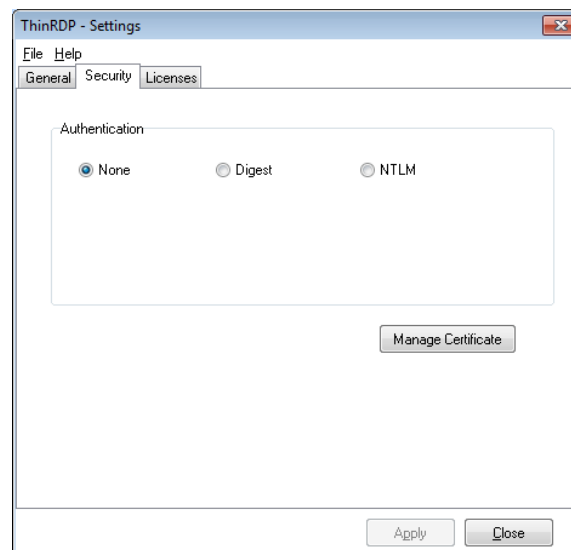 ThinRDP - Settings
File Help
General Security Licenses
Authentication
None Digest NTLM
Manage Certificate
Apply Close